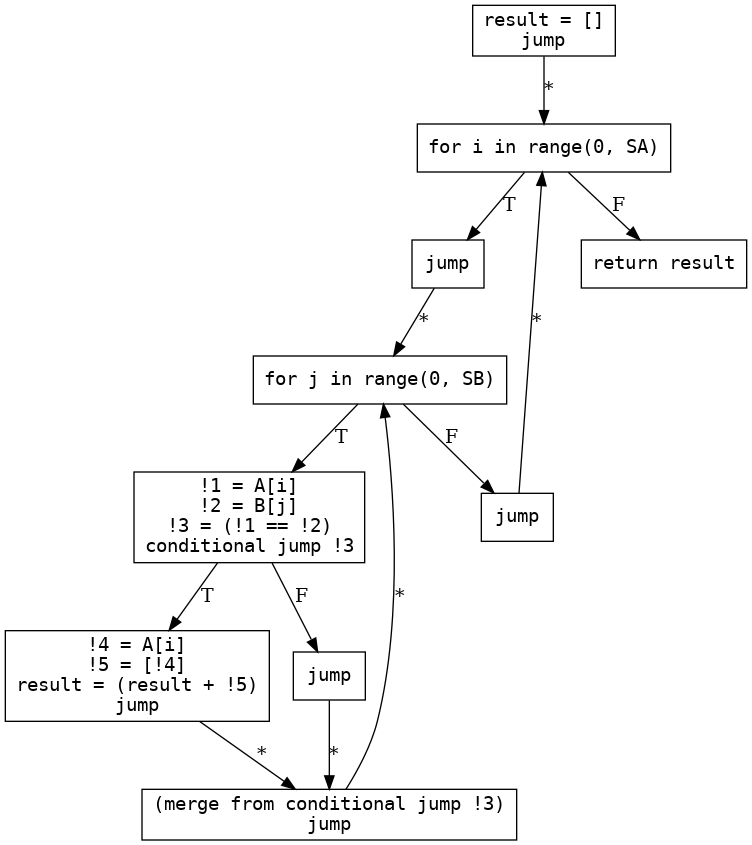 result = []
jump
*
for i in range(0, SA)
T
F
jump
return result
*
*
for j in range(0, SB)
T
F
!1 = A[i]
!2 = B[j]
!3 = (!1 == !2)
conditional jump !3
jump
T
F
*
!4 = A[i]
!5 = [!4]
result = (result + !5)
jump
jump
*
*
(merge from conditional jump !3)
jump